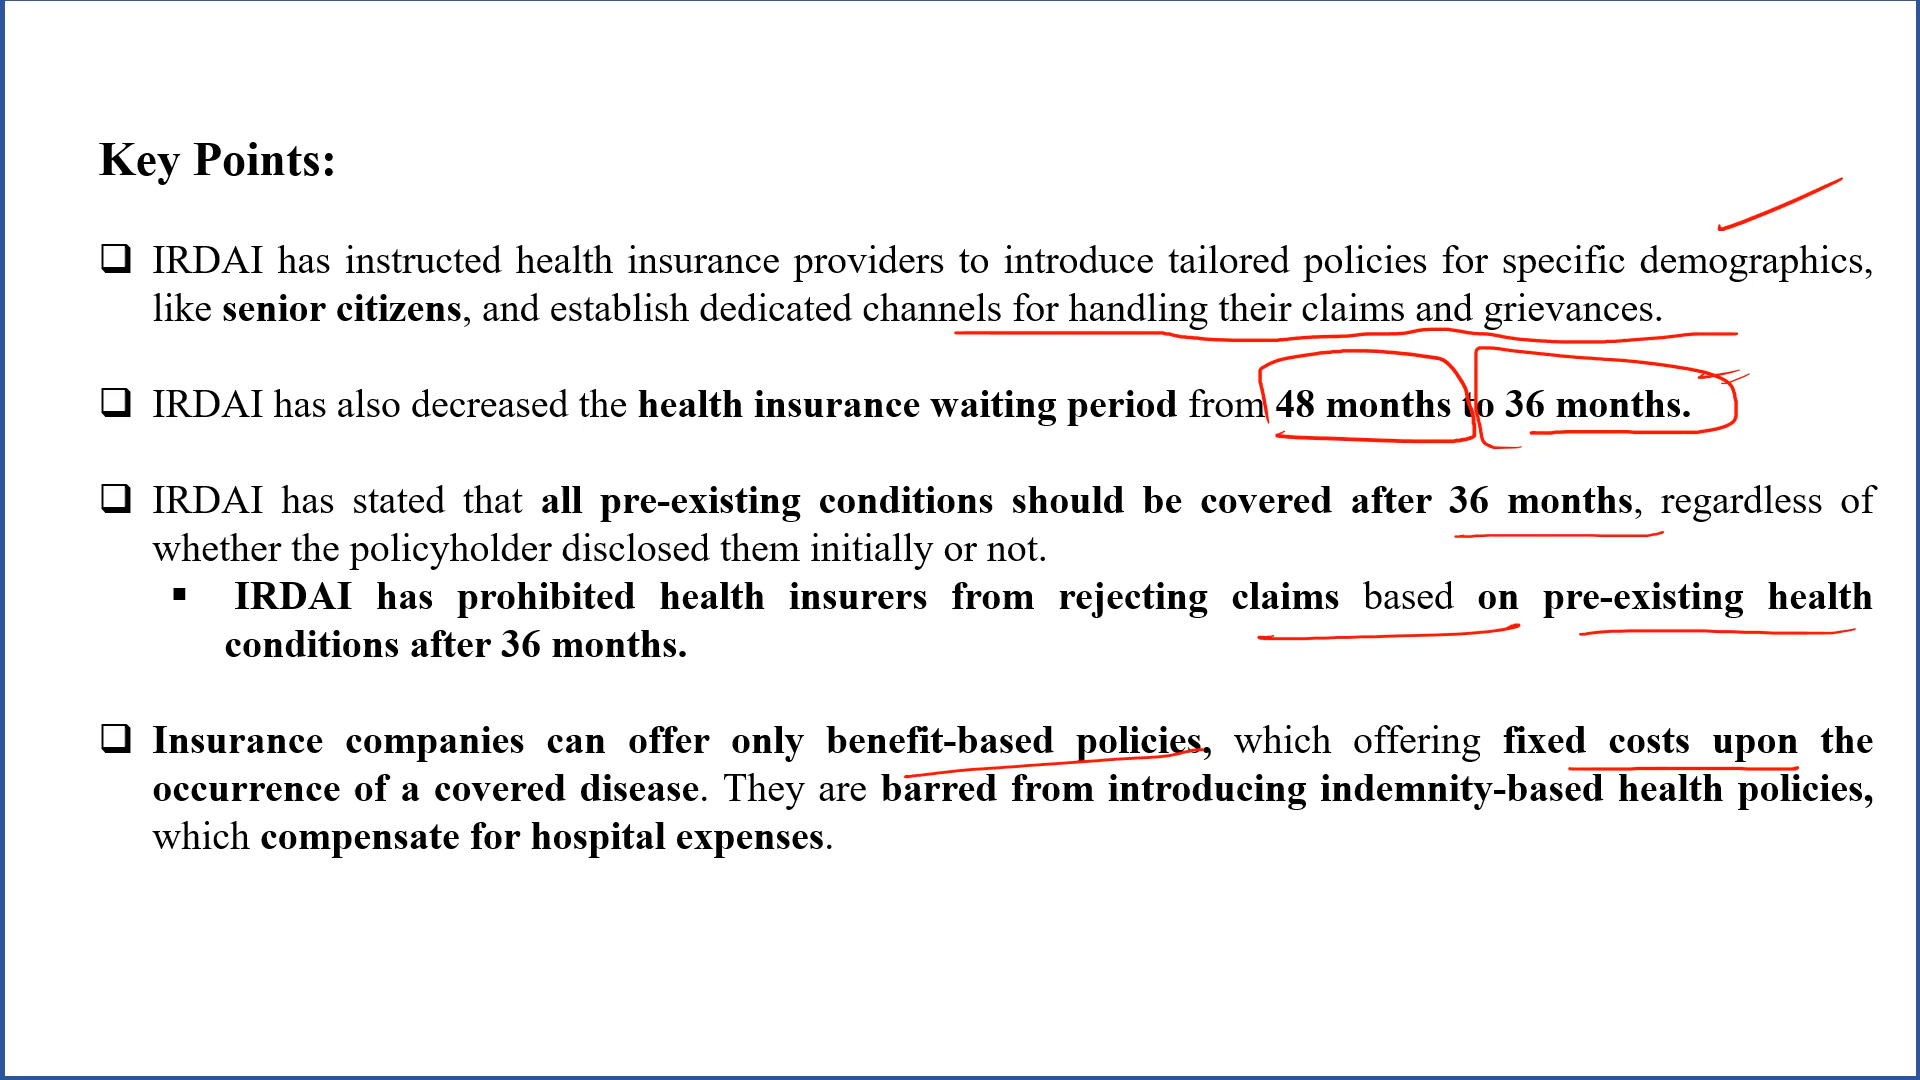 Key Points:
IRDAI has instructed health insurance providers to introduce tailored policies for specific demographics,
like senior citizens, and establish dedicated channels for handling their claims and grievances.
IRDAI has also decreased the health insurance waiting period from 48 months to 36 months.
IRDAI has stated that all pre-existing conditions should be covered after 36 months, regardless of
whether the policyholder disclosed them initially or not.
IRDAI has prohibited health insurers from rejecting claims based on pre-existing health
conditions after 36 months.
Insurance companies can offer only benefit-based policies, which offering fixed costs upon the
occurrence of a covered disease. They are barred from introducing indemnity-based health policies,
which compensate for hospital expenses.